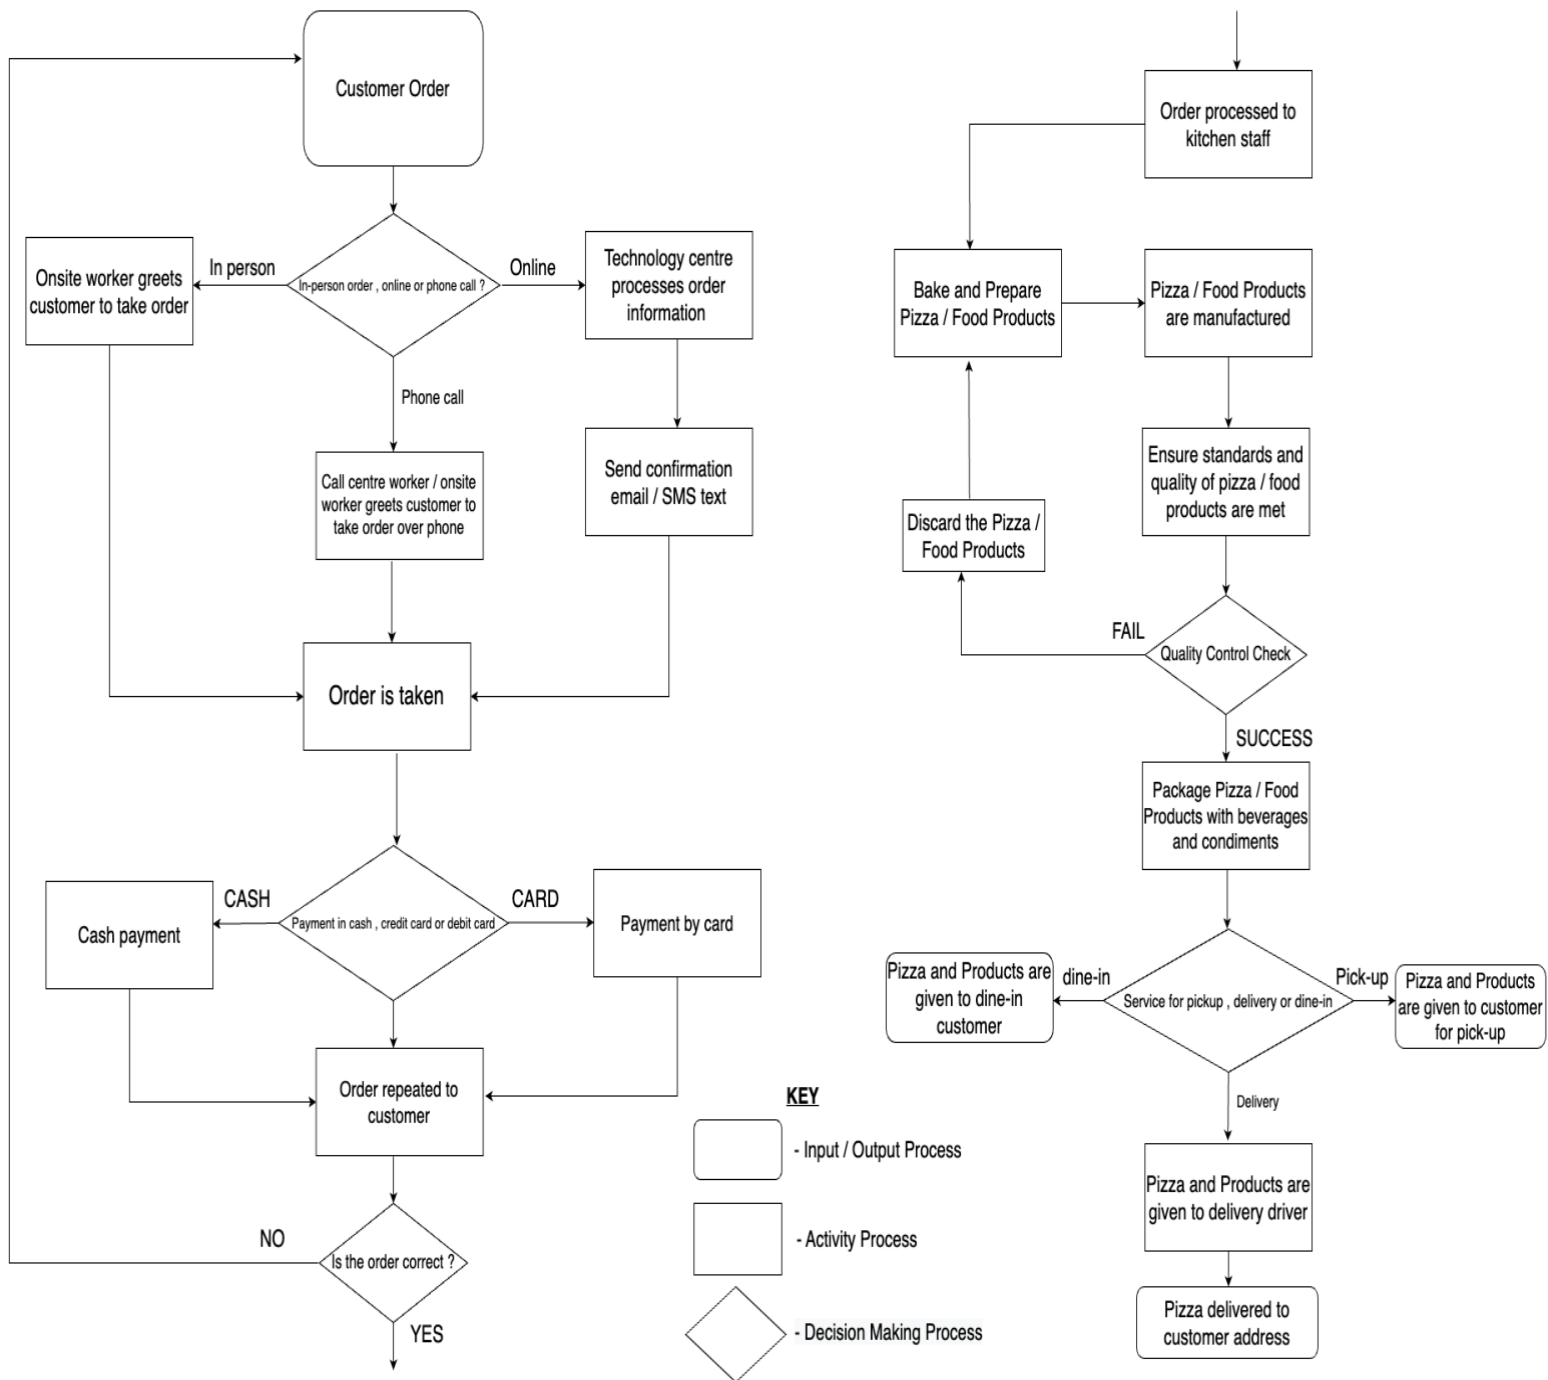 Customer Order
In-person order , online or phone call ?
In person
Online
Phone call
Onsite worker greets
customer to take order
Technology centre
processes order
information
Call centre worker / onsite
worker greets customer to
take order over phone
Send confirmation
email / SMS text
Order is taken
Payment in cash , credit card or debit card
CASH
CARD
Cash payment
Payment by card
Order repeated to
customer
Is the order correct ?
NO
YES
Order processed to
kitchen staff
Bake and Prepare
Pizza / Food Products
Pizza / Food Products
are manufactured
Ensure standards and
quality of pizza / food
products are met
Discard the Pizza /
Food Products
FAIL
Quality Control Check
SUCCESS
Package Pizza / Food
Products with beverages
and condiments
Service for pickup , delivery or dine-in
dine-in
Pick-up
Delivery
Pizza and Products are
given to dine-in
customer
Pizza and Products
are given to customer
for pick-up
Pizza and Products are
given to delivery driver
Pizza delivered to
customer address
KEY
- Input / Output Process
- Activity Process
- Decision Making Process